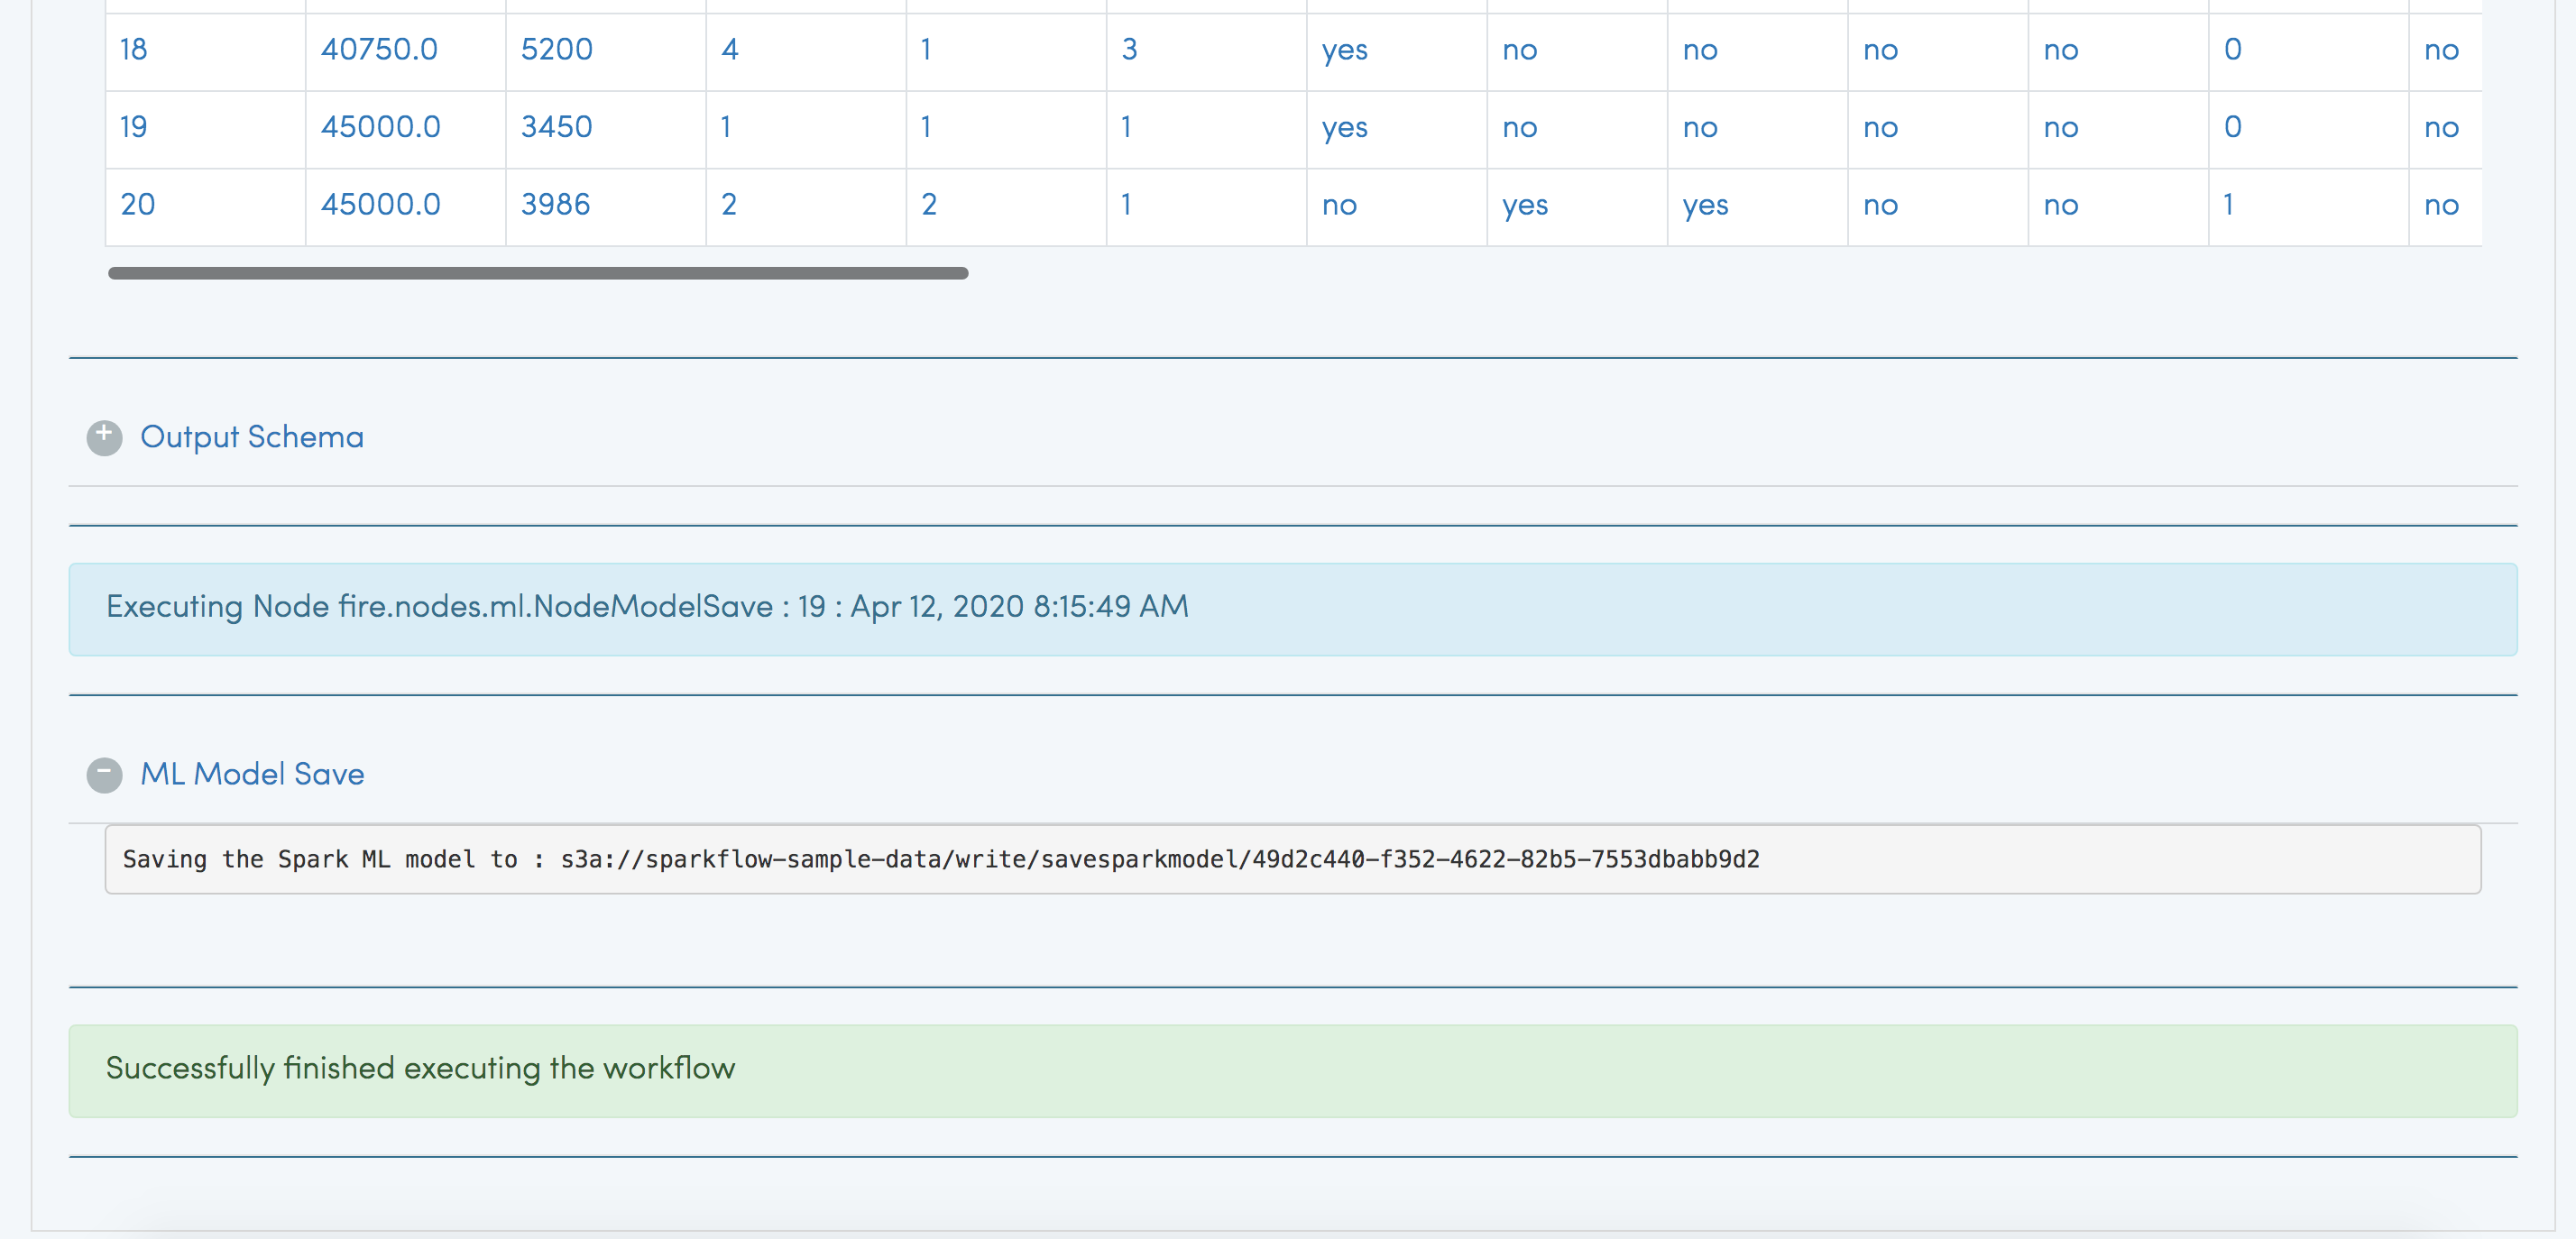 18 40750.0 5200 4 1 3 yes no no no no 0 no
19 45000.0 3450 1 1 1 yes no no no no 0 no
20 45000.0 3986 2 2 1 no yes yes no no 1 no
+ Output Schema
Executing Node fire.nodes.ml.NodeModelSave : 19 : Apr 12, 2020 8:15:49 AM
− ML Model Save
Saving the Spark ML model to : s3a://sparkflow-sample-data/write/savesparkmodel/49d2c440-f352-4622-82b5-7553dbabb9d2
Successfully finished executing the workflow